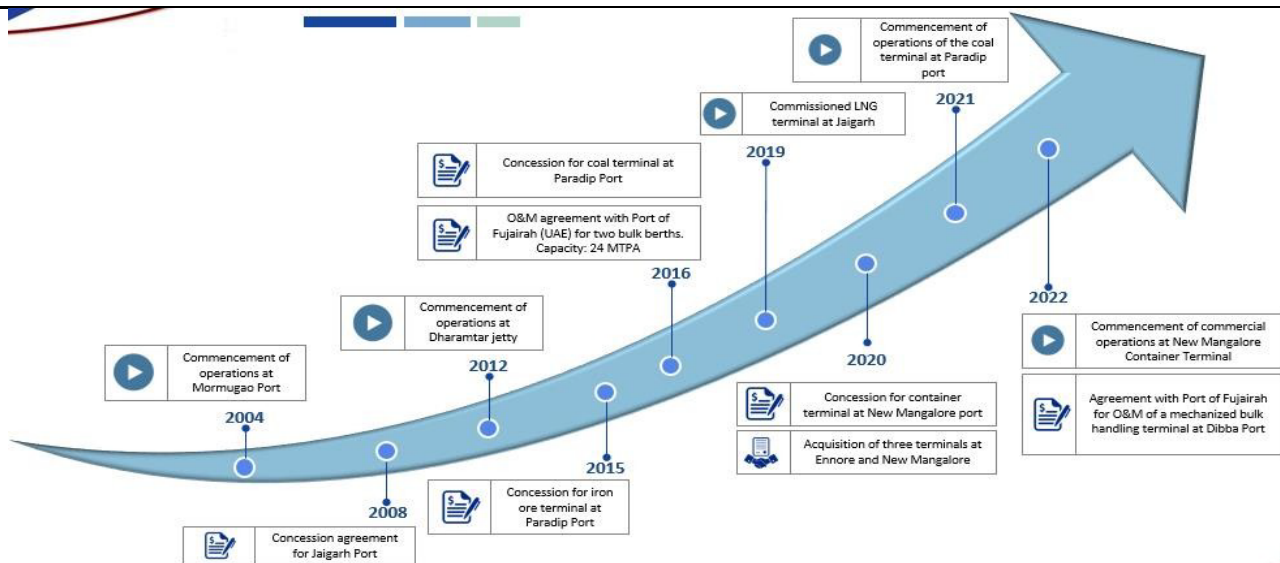 Commencement of
operations at
Mormugao Port
2004
2008
Concession agreement
for Jaigarh Port
Commencement of
operations at
Dharamtar jetty
2012
2015
Concession for iron
ore terminal at
Paradip Port
Concession for coal terminal at
Paradip Port
O&M agreement with Port of
Fujairah (UAE) for two bulk berths.
Capacity: 24 MTPA
2016
Commissioned LNG
terminal at Jaigarh
2019
2020
Concession for container
terminal at New Mangalore port
Acquisition of three terminals at
Ennore and New Mangalore
Commencement of
operations of the coal
terminal at Paradip
port
2021
2022
Commencement of commercial
operations at New Mangalore
Container Terminal
Agreement with Port of Fujairah
for O&M of a mechanized bulk
handling terminal at Dibba Port